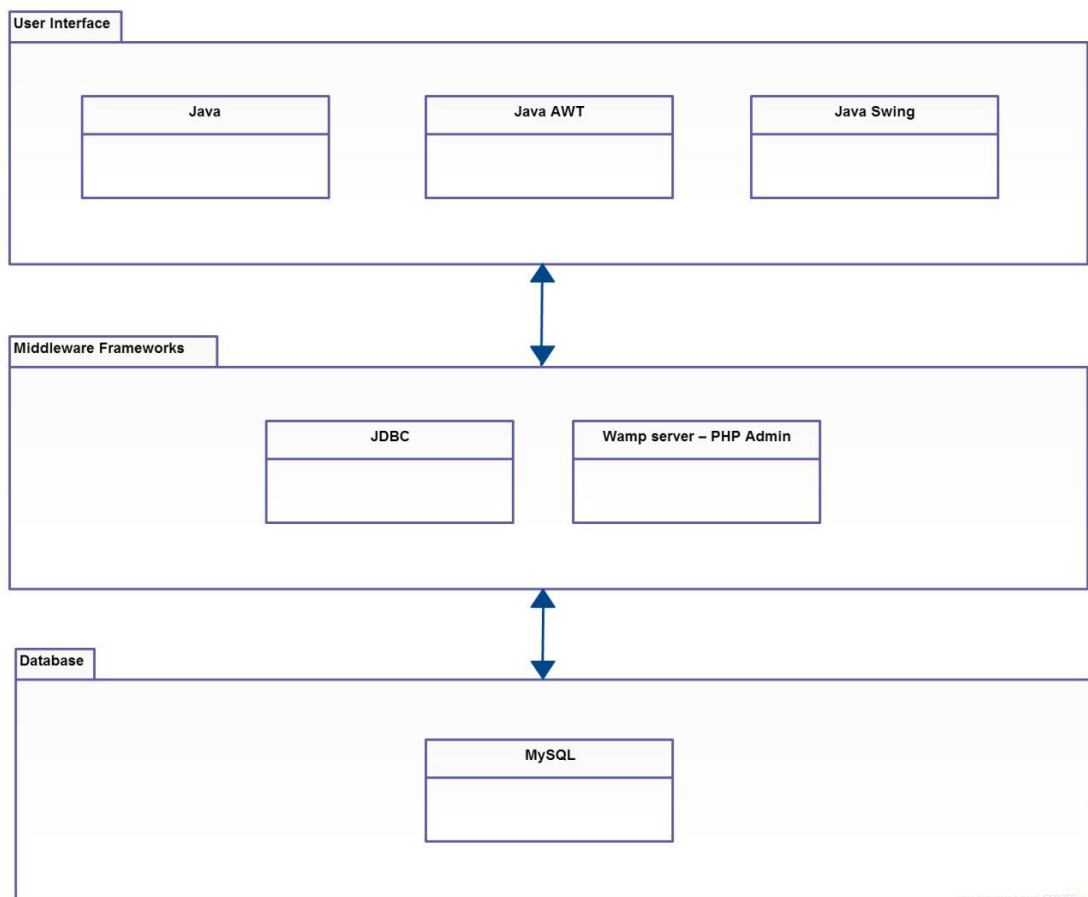 User Interface
Java
Java AWT
Java Swing
Middleware Frameworks
JDBC
Wamp server – PHP Admin
Database
MySQL